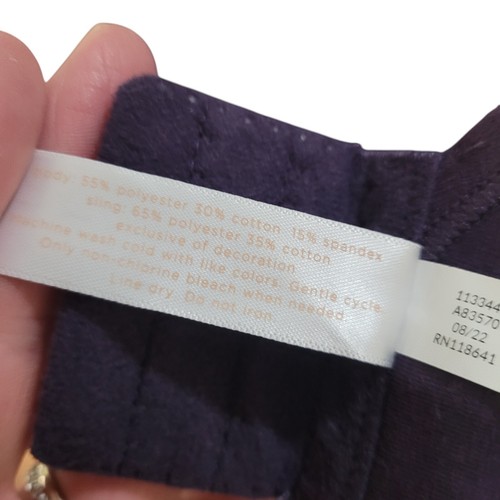 55% polyester 30% cotton 15% spandex
sling: 65% polyester 35% cotton
exclusive of decoration
machine wash cold with like colors. Gentle cycle.
Only non-chlorine bleach when needed.
Line dry. Do not iron.
113344
A83570
08/22
RN118641